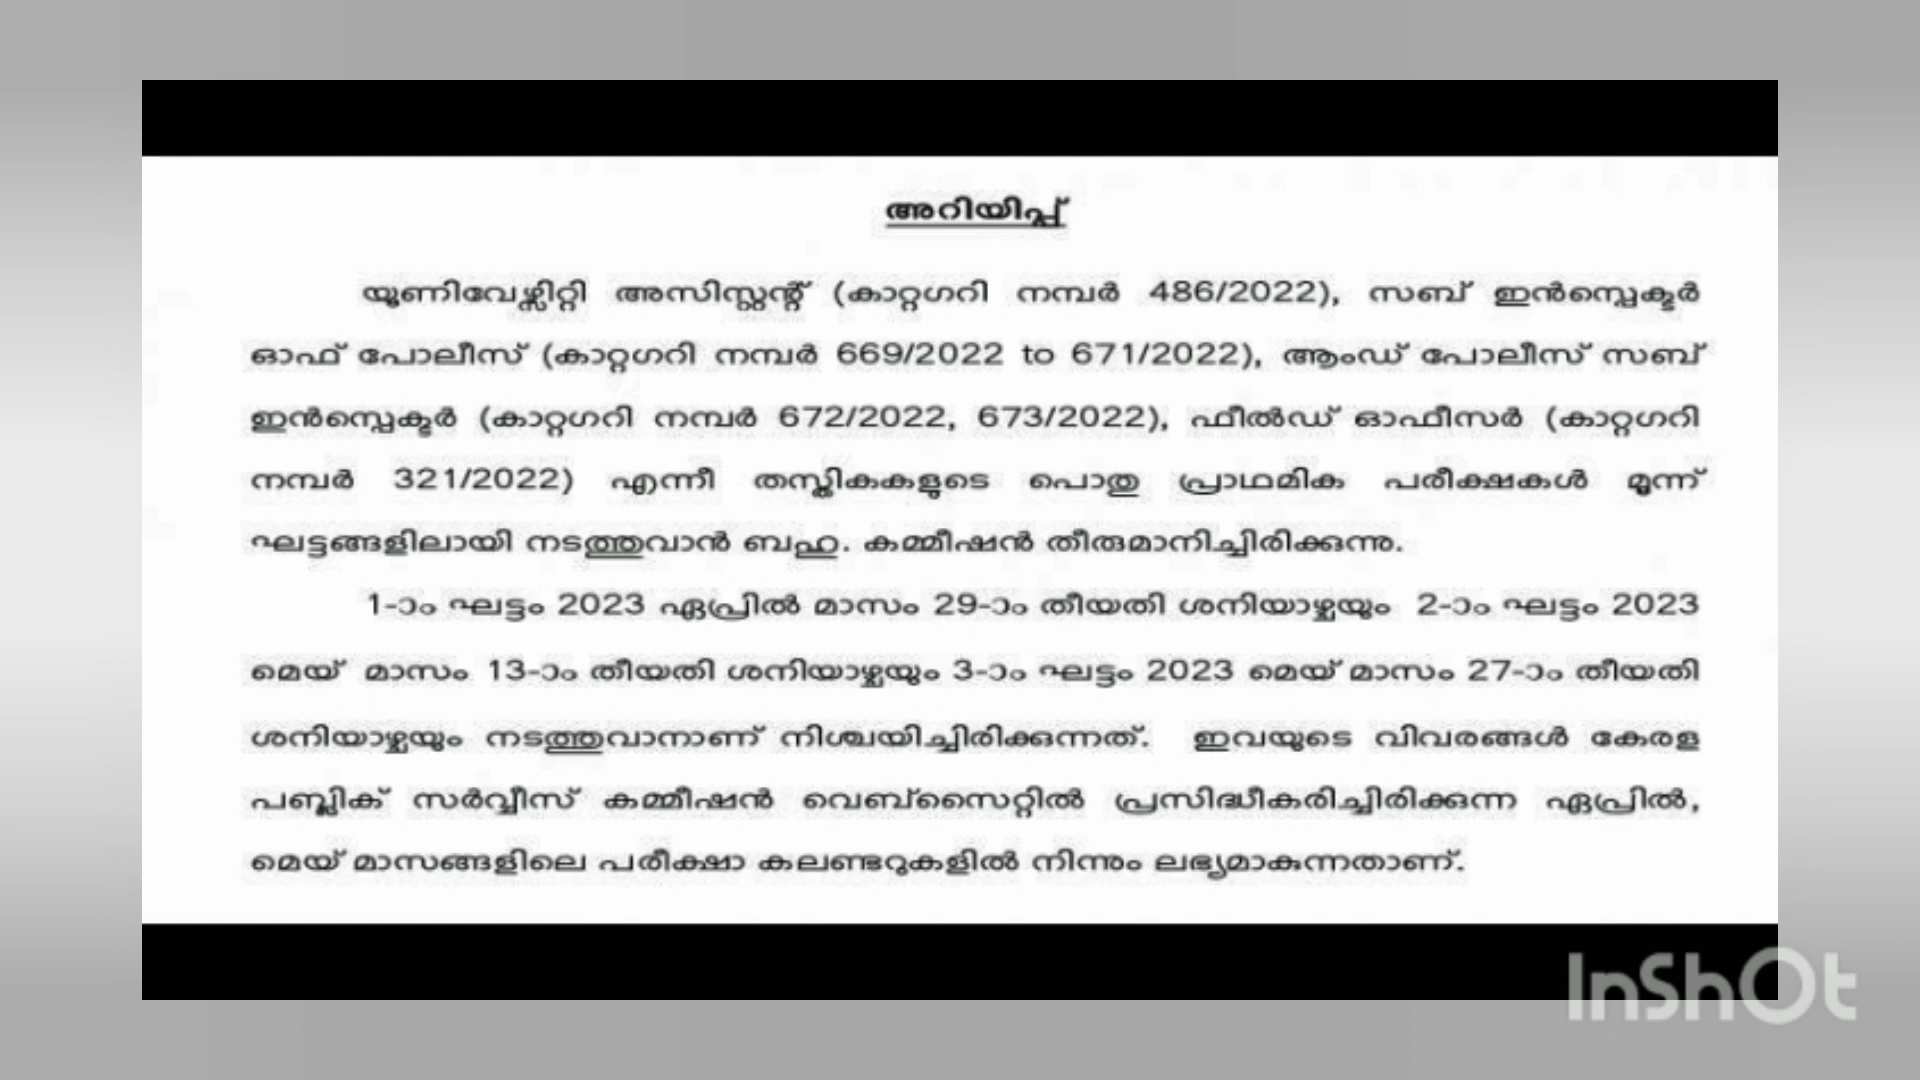 അറിയിപ്പ്
യൂണിവേഴ്സിറ്റി അസിസ്റ്റന്റ് (കാറ്റഗറി നമ്പർ 486/2022), സബ് ഇൻസ്പെക്ടർ
ഓഫ് പോലീസ് (കാറ്റഗറി നമ്പർ 669/2022 to 671/2022), ആംഡ് പോലീസ് സബ്
ഇൻസ്പെക്ടർ (കാറ്റഗറി നമ്പർ 672/2022, 673/2022), ഫീൽഡ് ഓഫീസർ (കാറ്റഗറി
നമ്പർ 321/2022) എന്നീ തസ്തികകളുടെ പൊതു പ്രാഥമിക പരീക്ഷകൾ മൂന്ന്
ഘട്ടങ്ങളിലായി നടത്തുവാൻ ബഹു. കമ്മീഷൻ തീരുമാനിച്ചിരിക്കുന്നു.
1-ാം ഘട്ടം 2023 ഏപ്രിൽ മാസം 29-ാം തീയതി ശനിയാഴ്ചയും 2-ാം ഘട്ടം 2023
മെയ് മാസം 13-ാം തീയതി ശനിയാഴ്ചയും 3-ാം ഘട്ടം 2023 മെയ് മാസം 27-ാം തീയതി
ശനിയാഴ്ചയും നടത്തുവാനാണ് നിശ്ചയിച്ചിരിക്കുന്നത്. ഇവയുടെ വിവരങ്ങൾ കേരള
പബ്ലിക് സർവ്വീസ് കമ്മീഷൻ വെബ്സൈറ്റിൽ പ്രസിദ്ധീകരിച്ചിരിക്കുന്ന ഏപ്രിൽ,
മെയ് മാസങ്ങളിലെ പരീക്ഷാ കലണ്ടറുകളിൽ നിന്നും ലഭ്യമാകുന്നതാണ്.
InShOt